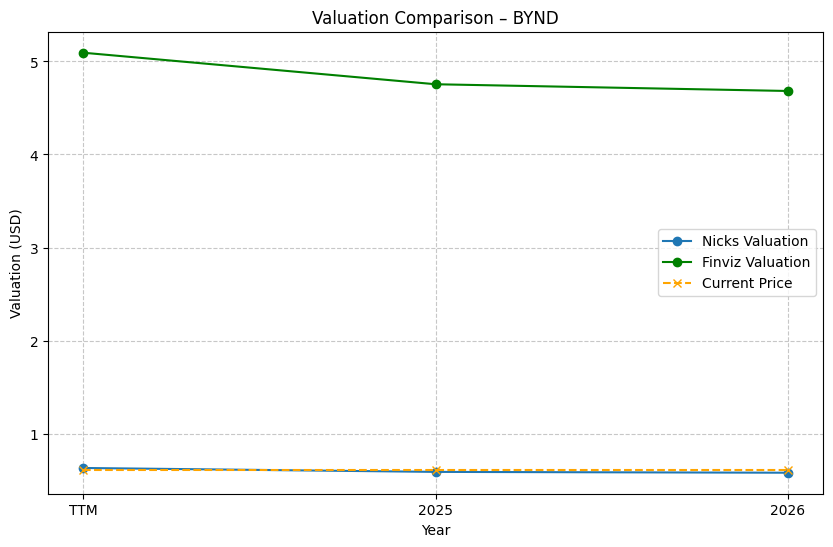 Valuation Comparison – BYND
Valuation (USD)
5
4
3
2
1
Nicks Valuation
Finviz Valuation
Current Price
TTM
2025
2026
Year